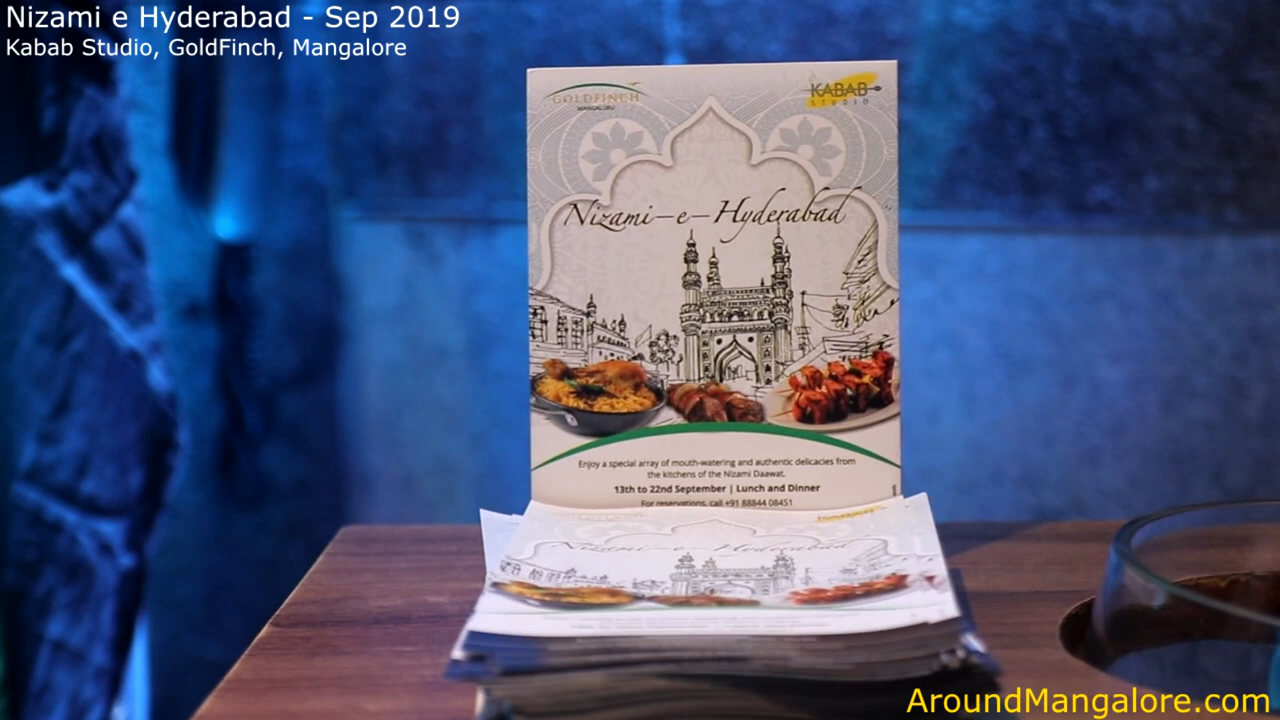 Nizami e Hyderabad - Sep 2019
Kabab Studio, GoldFinch, Mangalore
GOLDFINCH
MANGALURU
KABAB
STUDIO
Nizami–e–Hyderabad
Enjoy a special array of mouth-watering and authentic delicacies from
the kitchens of the Nizami Daawat.
13th to 22nd September | Lunch and Dinner
For reservations, call +91 88844 08451
Nizami–e–Hyderabad
AroundMangalore.com